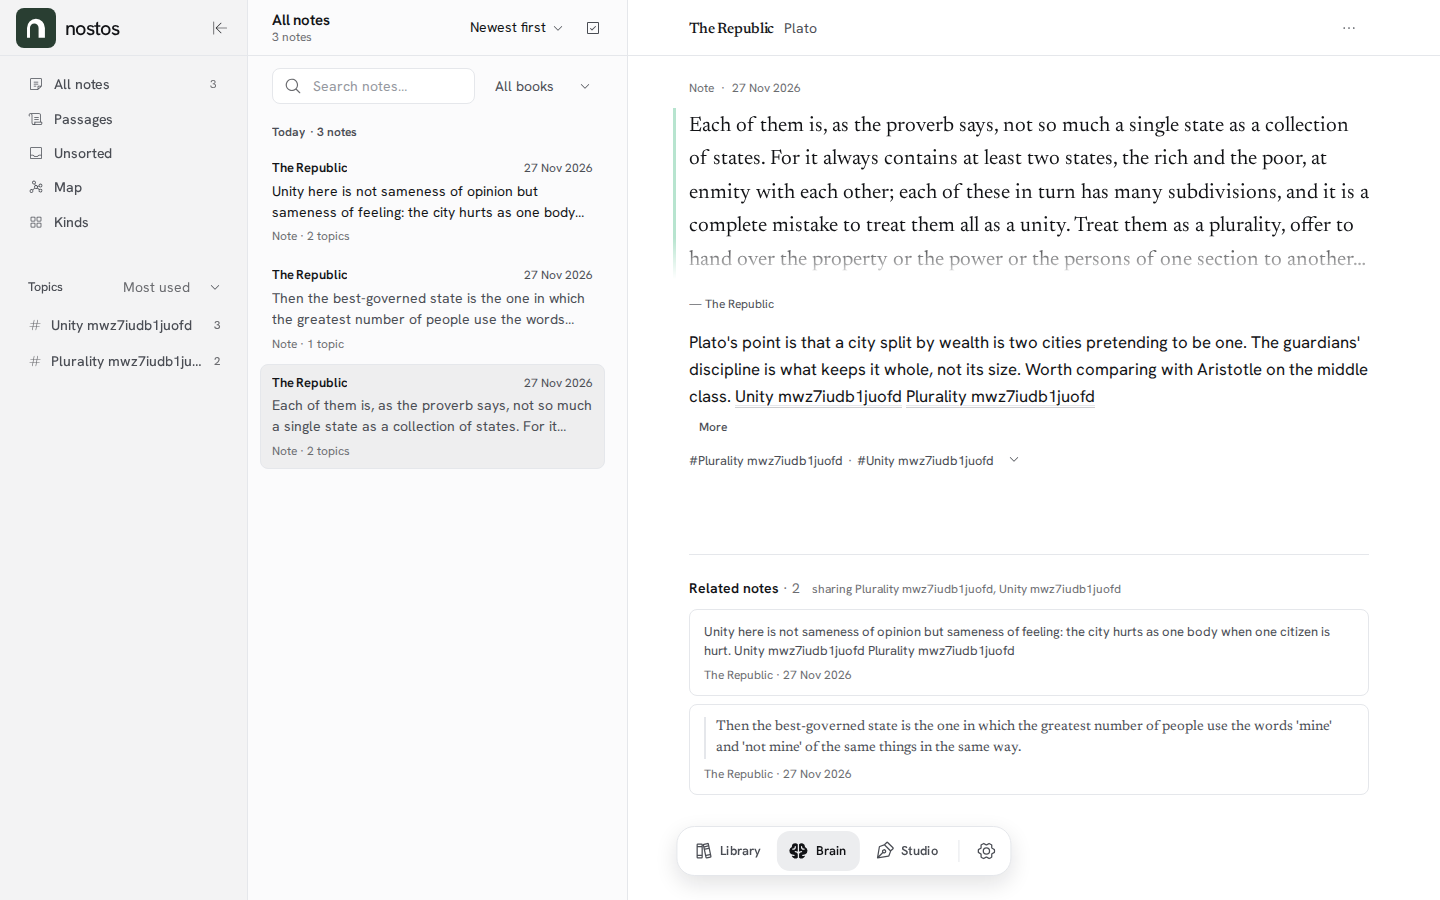 nostos
All notes 3
Passages
Unsorted
Map
Kinds
Topics Most used
# Unity mwz7iudb1juofd 3
# Plurality mwz7iudb1ju... 2
All notes
3 notes
Newest first
Search notes...
All books
Today · 3 notes
The Republic 27 Nov 2026
Unity here is not sameness of opinion but
sameness of feeling: the city hurts as one body...
Note · 2 topics
The Republic 27 Nov 2026
Then the best-governed state is the one in which
the greatest number of people use the words...
Note · 1 topic
The Republic 27 Nov 2026
Each of them is, as the proverb says, not so much
a single state as a collection of states. For it...
Note · 2 topics
The Republic Plato
Note · 27 Nov 2026
Each of them is, as the proverb says, not so much a single state as a collection
of states. For it always contains at least two states, the rich and the poor, at
enmity with each other; each of these in turn has many subdivisions, and it is a
complete mistake to treat them all as a unity. Treat them as a plurality, offer to
hand over the property or the power or the persons of one section to another...
— The Republic
Plato's point is that a city split by wealth is two cities pretending to be one. The guardians'
discipline is what keeps it whole, not its size. Worth comparing with Aristotle on the middle
class. Unity mwz7iudb1juofd Plurality mwz7iudb1juofd
More
#Plurality mwz7iudb1juofd · #Unity mwz7iudb1juofd
Related notes · 2 sharing Plurality mwz7iudb1juofd, Unity mwz7iudb1juofd
Unity here is not sameness of opinion but sameness of feeling: the city hurts as one body when one citizen is
hurt. Unity mwz7iudb1juofd Plurality mwz7iudb1juofd
The Republic · 27 Nov 2026
Then the best-governed state is the one in which the greatest number of people use the words 'mine'
and 'not mine' of the same things in the same way.
The Republic · 27 Nov 2026
Library Brain Studio